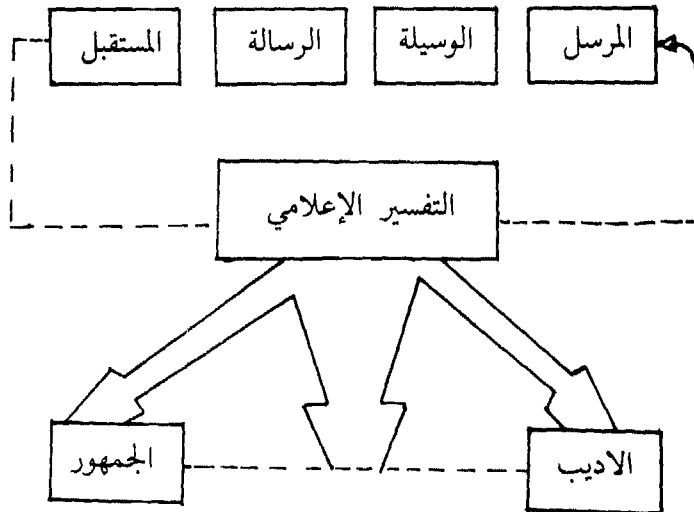 المرسل
الوسيلة
الرسالة
المستقبل
التفسير الإعلامي
الاديب
الجمهور